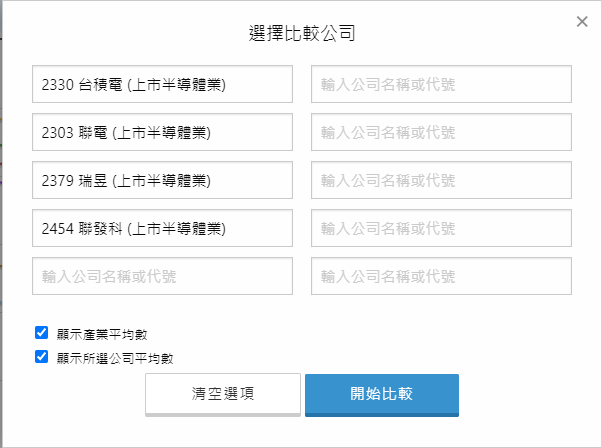 選擇比較公司
×
2330 台積電 (上市半導體業) 輸入公司名稱或代號
2303 聯電 (上市半導體業) 輸入公司名稱或代號
2379 瑞昱 (上市半導體業) 輸入公司名稱或代號
2454 聯發科 (上市半導體業) 輸入公司名稱或代號
輸入公司名稱或代號 輸入公司名稱或代號
顯示產業平均數
顯示所選公司平均數
清空選項 開始比較